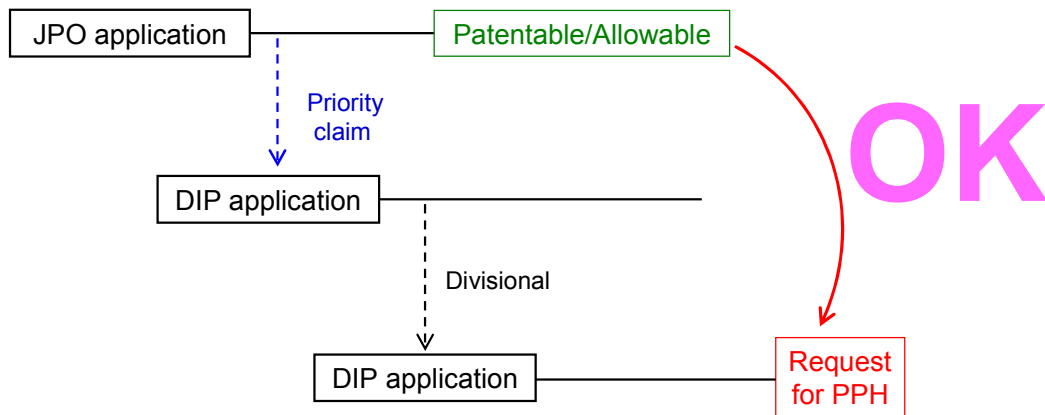 JPO application
Patentable/Allowable
Priority
claim
OK
DIP application
Divisional
DIP application
Request
for PPH